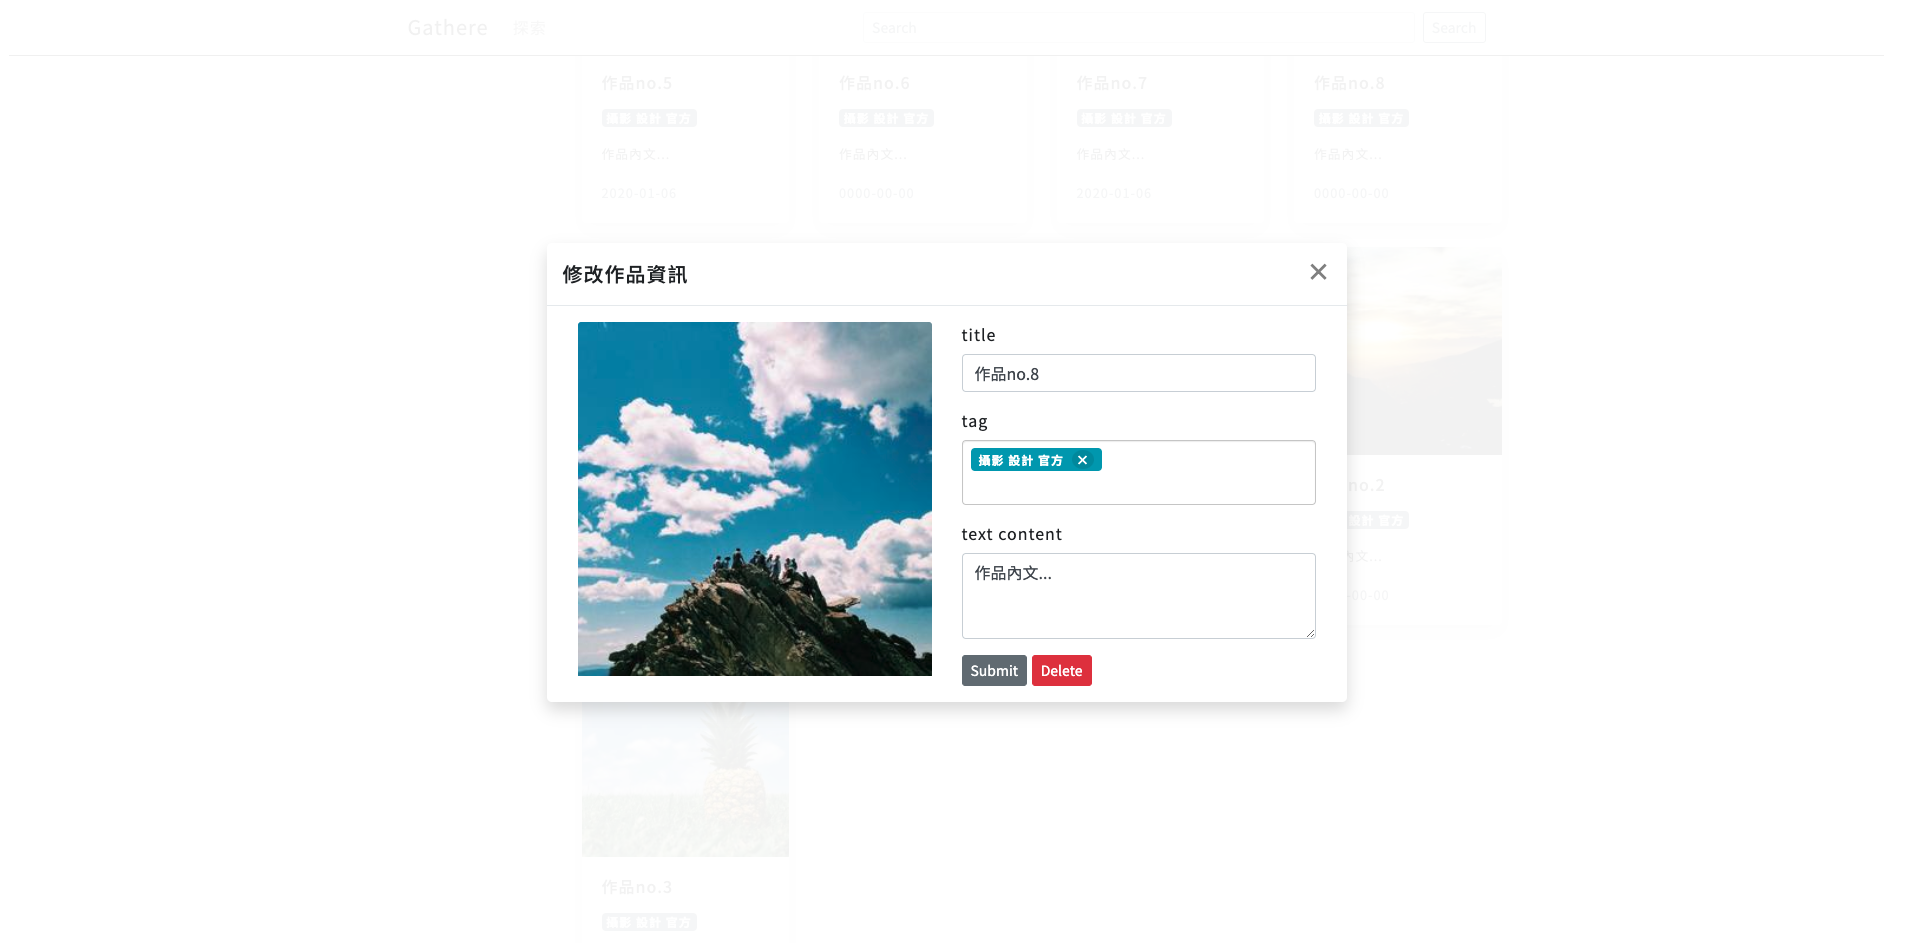 Gathere 探索 Search Search
作品no.5 作品no.6 作品no.7 作品no.8
攝影 設計 官方 攝影 設計 官方 攝影 設計 官方 攝影 設計 官方
作品內文... 作品內文... 作品內文... 作品內文...
2020-01-06 0000-00-00 2020-01-06 0000-00-00
修改作品資訊
title
作品no.8
tag
攝影 設計 官方
text content
作品內文...
Submit Delete
no.2
設計 官方
內文...
-00-00
作品no.3
攝影 設計 官方